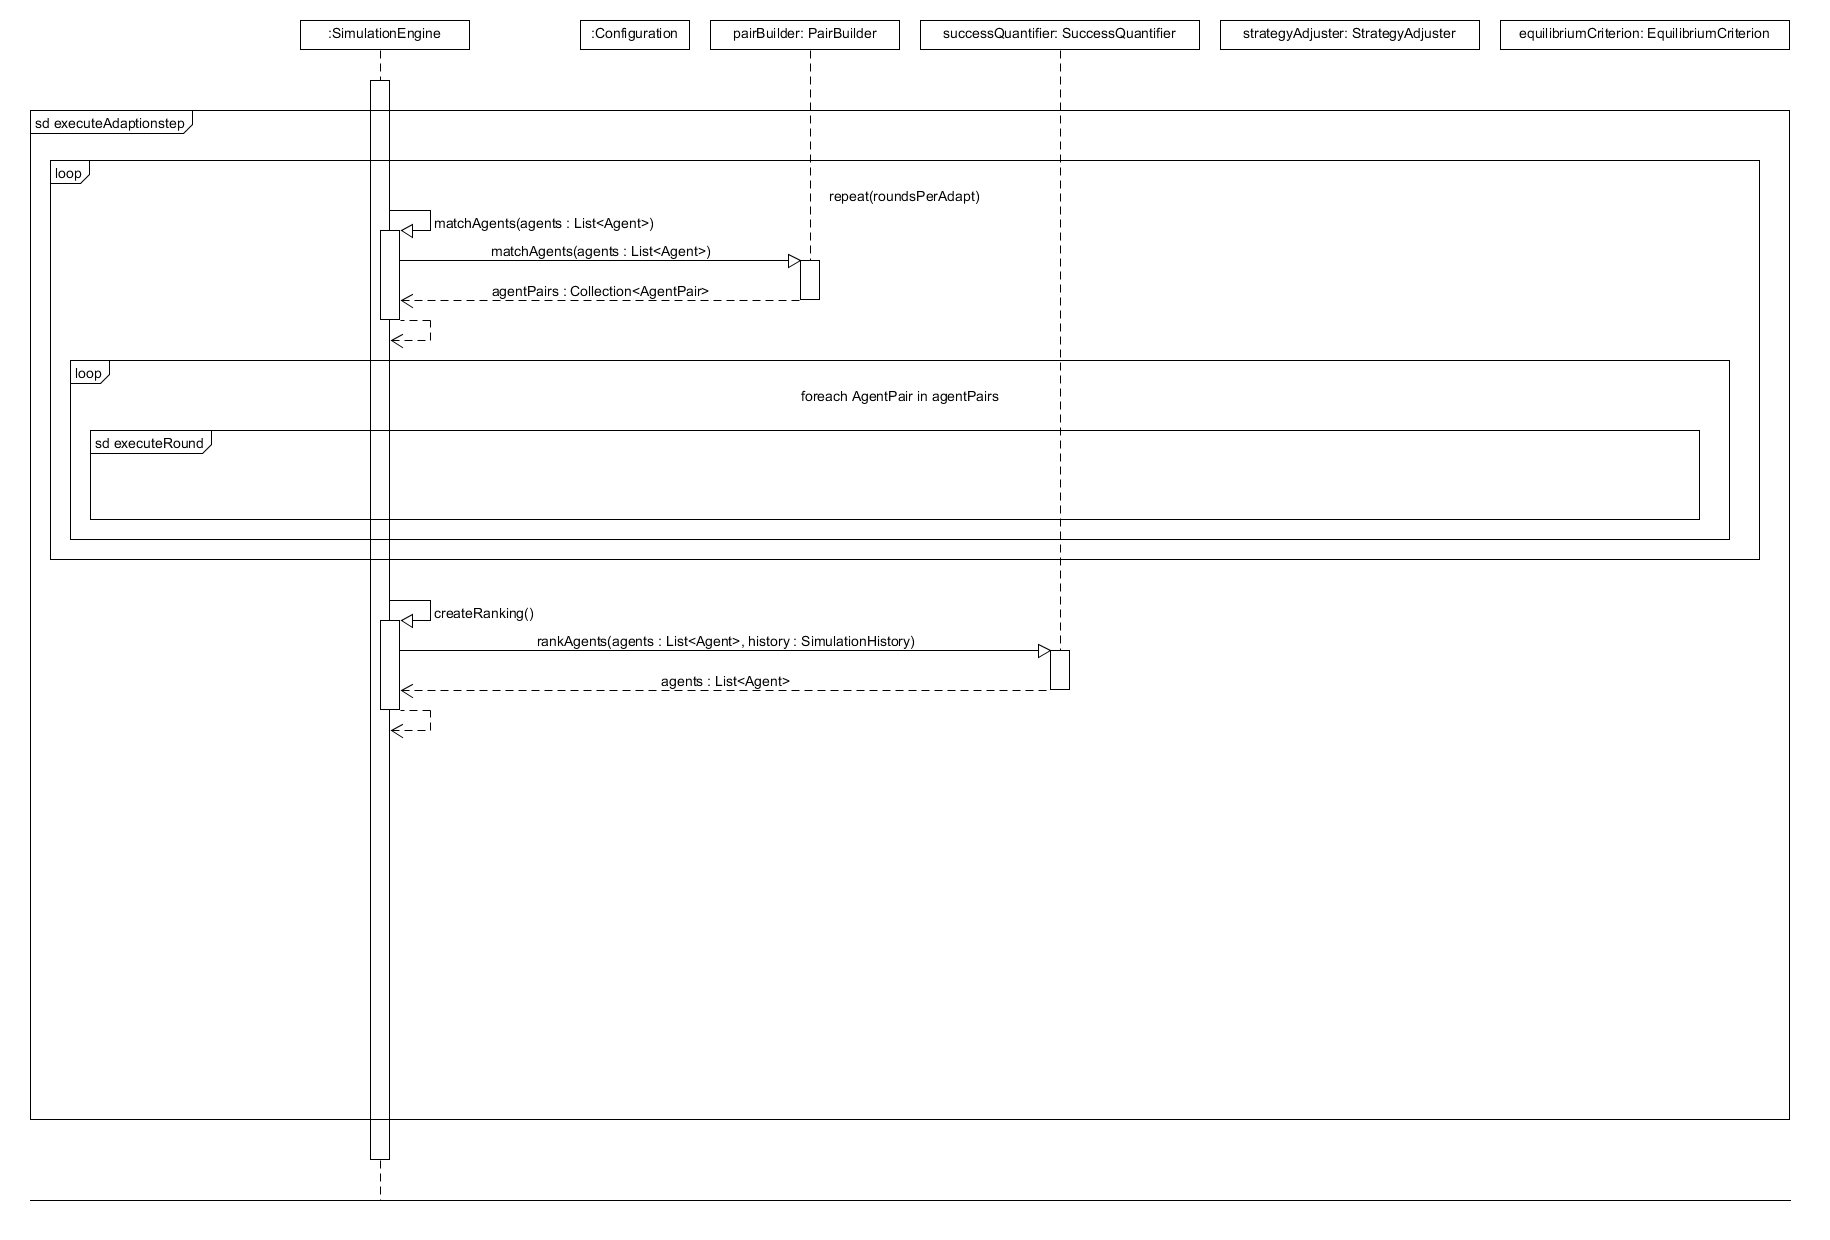 :SimulationEngine
:Configuration
pairBuilder: PairBuilder
successQuantifier: SuccessQuantifier
strategyAdjuster: StrategyAdjuster
equilibriumCriterion: EquilibriumCriterion
sd executeAdaptionstep
loop
repeat(roundsPerAdapt)
matchAgents(agents : List<Agent>)
matchAgents(agents : List<Agent>)
agentPairs : Collection<AgentPair>
loop
foreach AgentPair in agentPairs
sd executeRound
createRanking()
rankAgents(agents : List<Agent>, history : SimulationHistory)
agents : List<Agent>